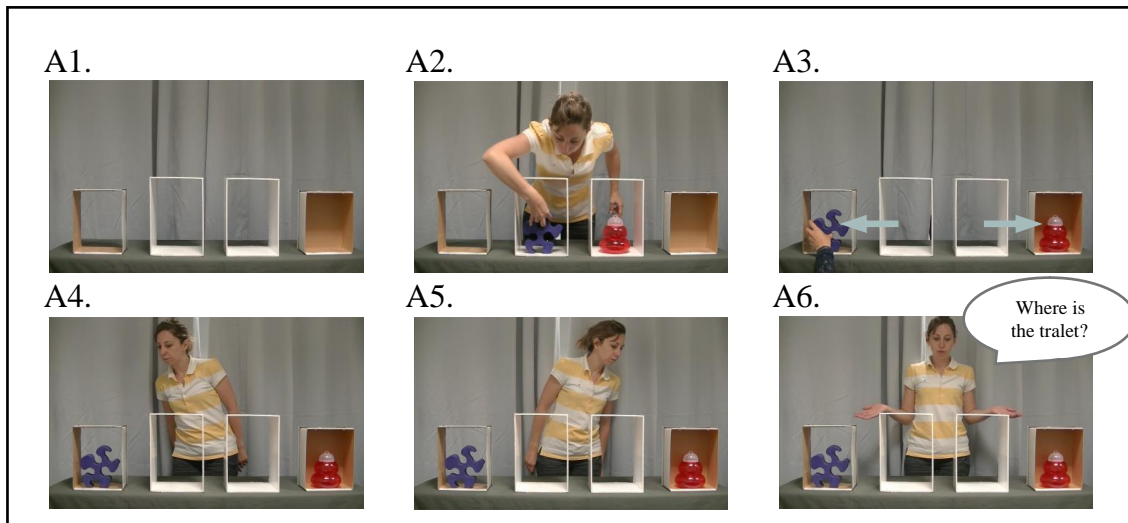 A1.
A2.
A3.
A4.
A5.
A6.
Where is
the tralet?